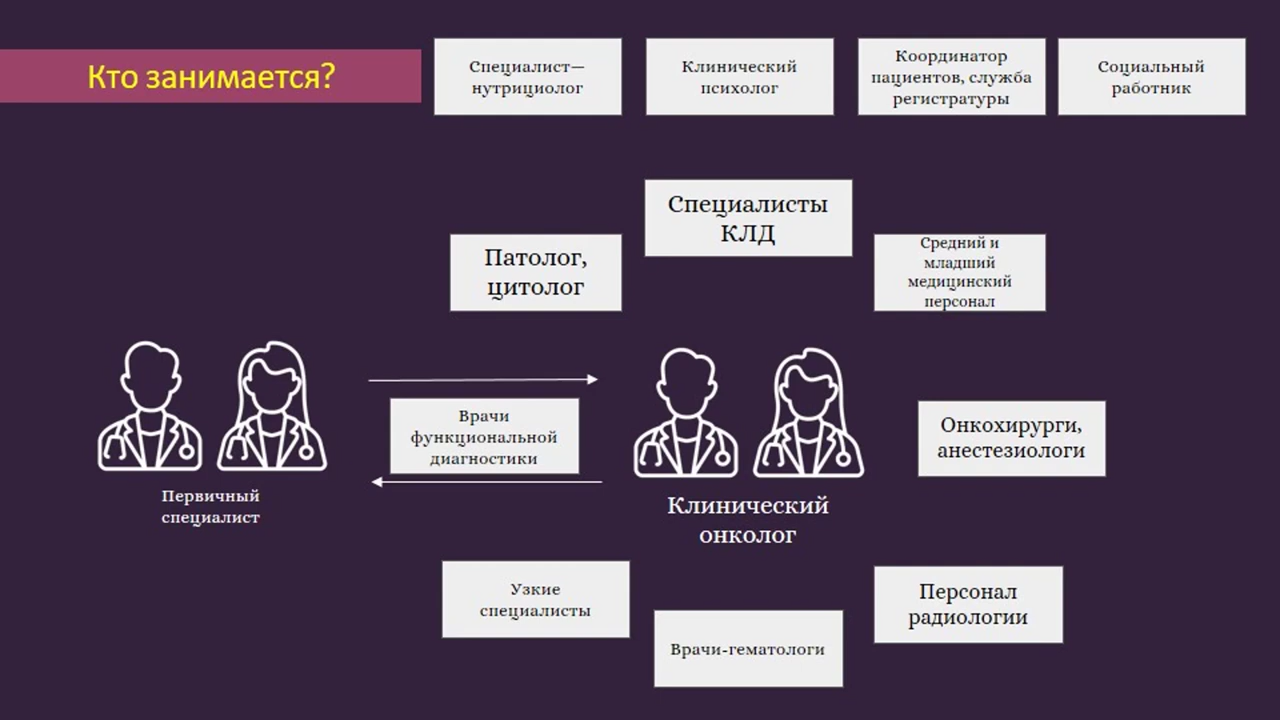 Кто занимается?
Специалист—
нутрициолог
Клинический
психолог
Координатор
пациентов, служба
регистратуры
Социальный
работник
Специалисты
КЛД
Патолог,
цитолог
Средний и
младший
медицинский
персонал
Врачи
функциональной
диагностики
Онкохирурги,
анестезиологи
Первичный
специалист
Клинический
онколог
Узкие
специалисты
Персонал
радиологии
Врачи-гематологи